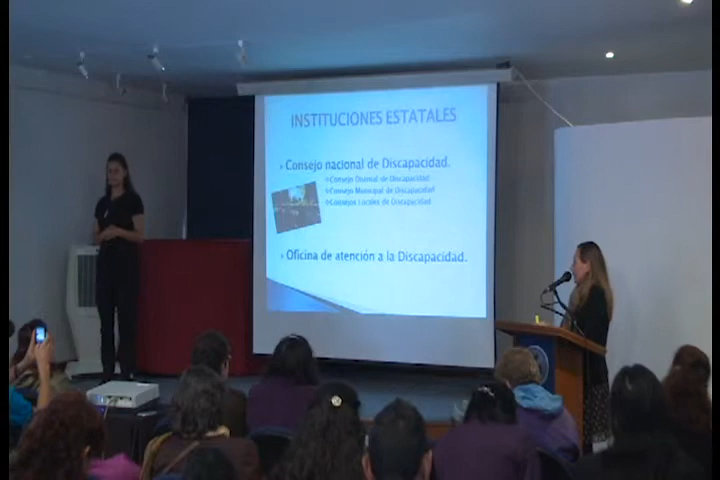 INSTITUCIONES ESTATALES
Consejo nacional de Discapacidad.
Consejo Distrital de Discapacidad
Consejo Municipal de Discapacidad
Consejos Locales de Discapacidad
Oficina de atención a la Discapacidad.